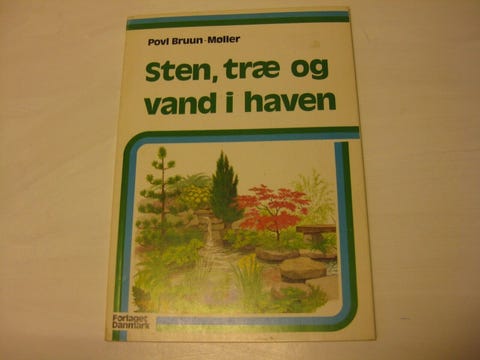 Povl Bruun-Møller
Sten, træ og
vand i haven
Forlaget
Danmark